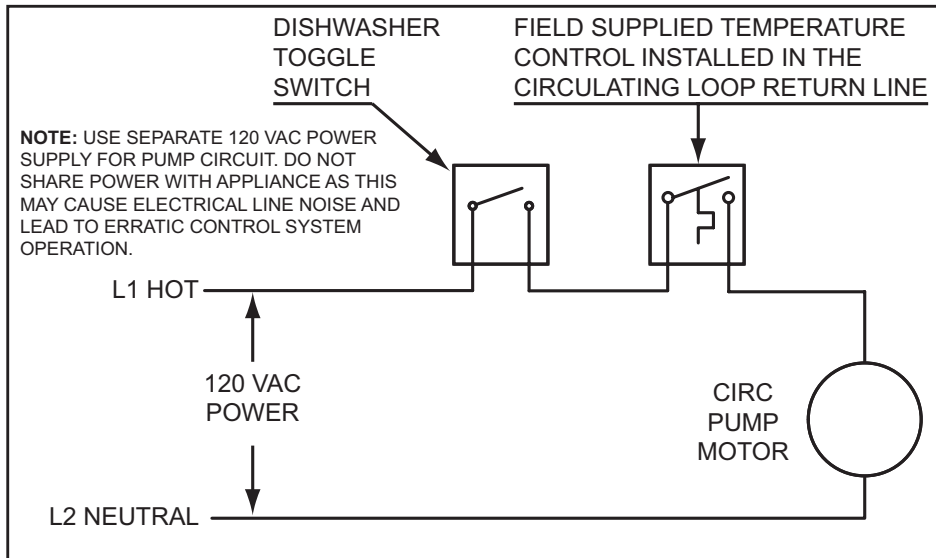 DISHWASHER
TOGGLE
SWITCH
FIELD SUPPLIED TEMPERATURE
CONTROL INSTALLED IN THE
CIRCULATING LOOP RETURN LINE
NOTE: USE SEPARATE 120 VAC POWER
SUPPLY FOR PUMP CIRCUIT. DO NOT
SHARE POWER WITH APPLIANCE AS THIS
MAY CAUSE ELECTRICAL LINE NOISE AND
LEAD TO ERRATIC CONTROL SYSTEM
OPERATION.
L1 HOT
120 VAC
POWER
CIRC
PUMP
MOTOR
L2 NEUTRAL